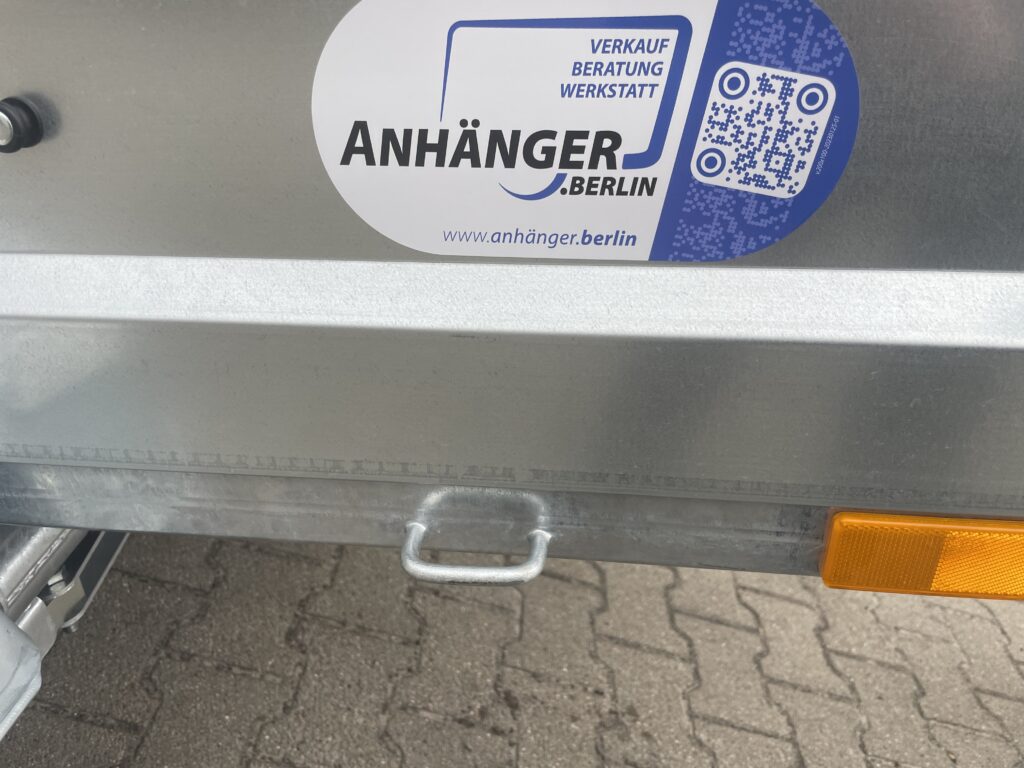 VERKAUF
BERATUNG
WERKSTATT
ANHÄNGER
.BERLIN
www.anhänger.berlin